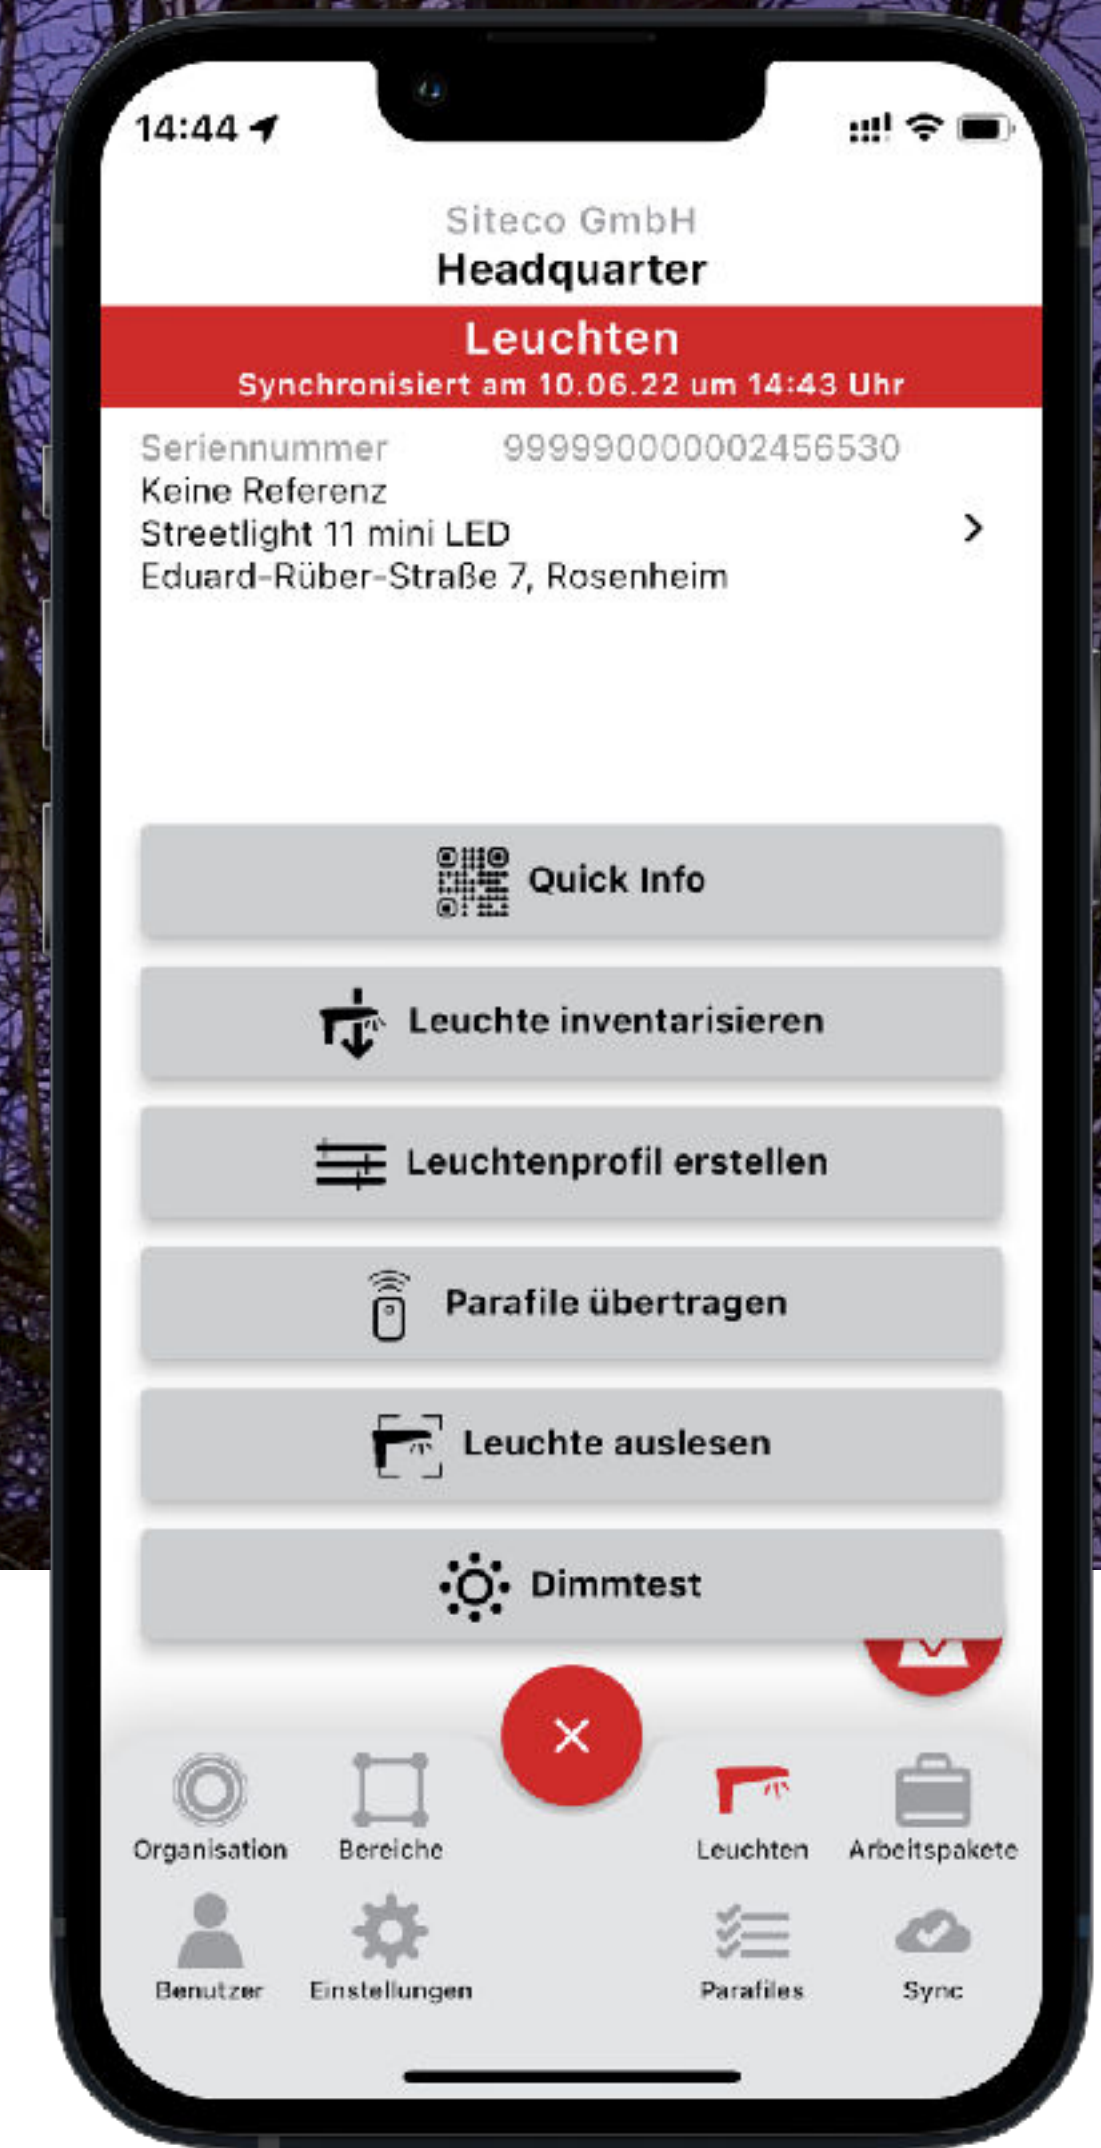 14:44
Siteco GmbH
Headquarter
Leuchten
Synchronisiert am 10.06.22 um 14:43 Uhr
Seriennummer 999990000002456530
Keine Referenz
Streetlight 11 mini LED
Eduard-Rüber-Straße 7, Rosenheim
Quick Info
Leuchte inventarisieren
Leuchtenprofil erstellen
Parafile übertragen
Leuchte auslesen
Dimmtest
Organisation Bereiche Leuchten Arbeitspakete
Benutzer Einstellungen Parafiles Sync